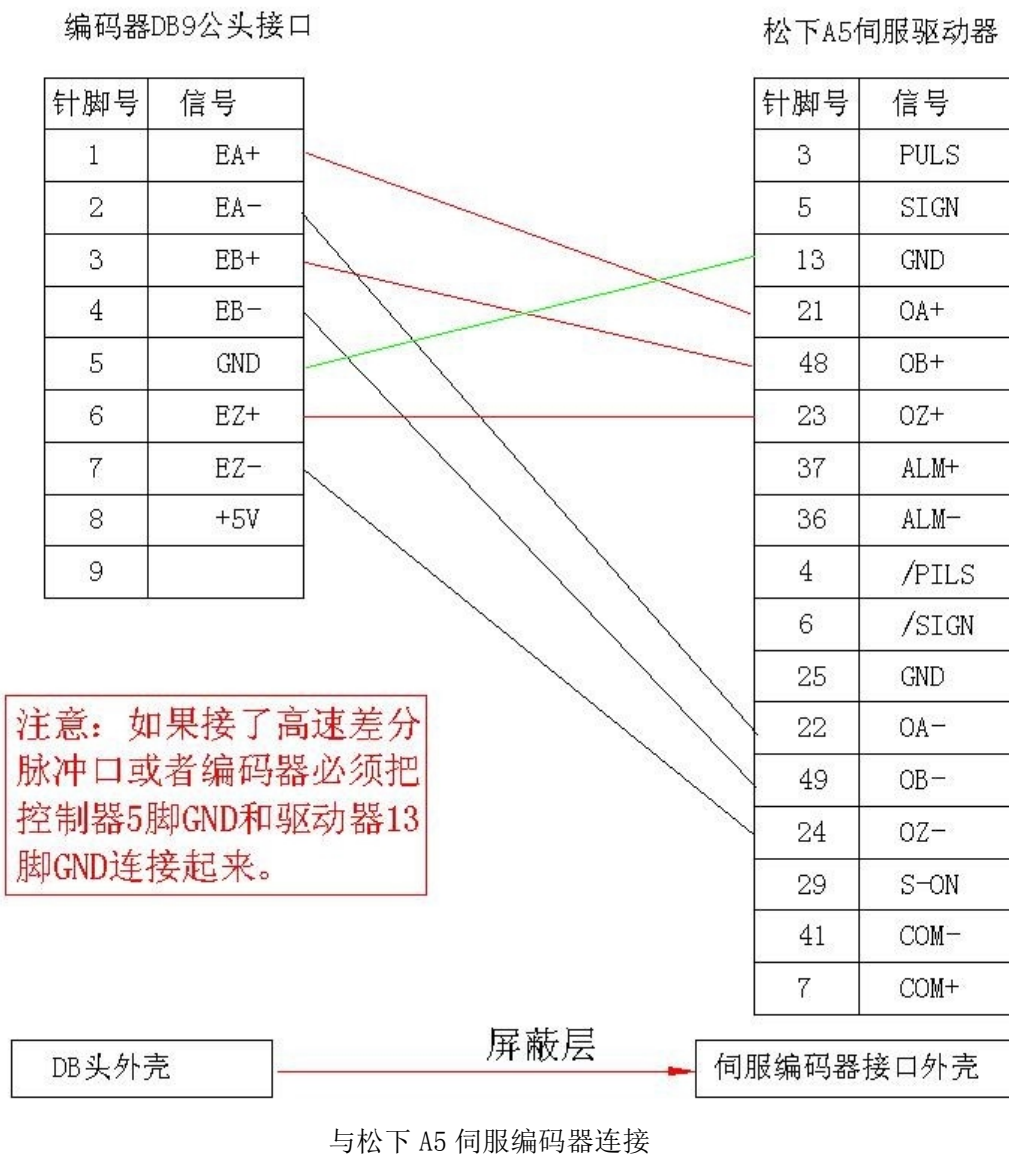 编码器DB9公头接口
松下A5伺服驱动器
针脚号 信号
1 EA+
2 EA-
3 EB+
4 EB-
5 GND
6 EZ+
7 EZ-
8 +5V
9
针脚号 信号
3 PULS
5 SIGN
13 GND
21 OA+
48 OB+
23 OZ+
37 ALM+
36 ALM-
4 /PILS
6 /SIGN
25 GND
22 OA-
49 OB-
24 OZ-
29 S-ON
41 COM-
7 COM+
注意：如果接了高速差分
脉冲口或者编码器必须把
控制器5脚GND和驱动器13
脚GND连接起来。
DB头外壳
屏蔽层
伺服编码器接口外壳
与松下 A5 伺服编码器连接